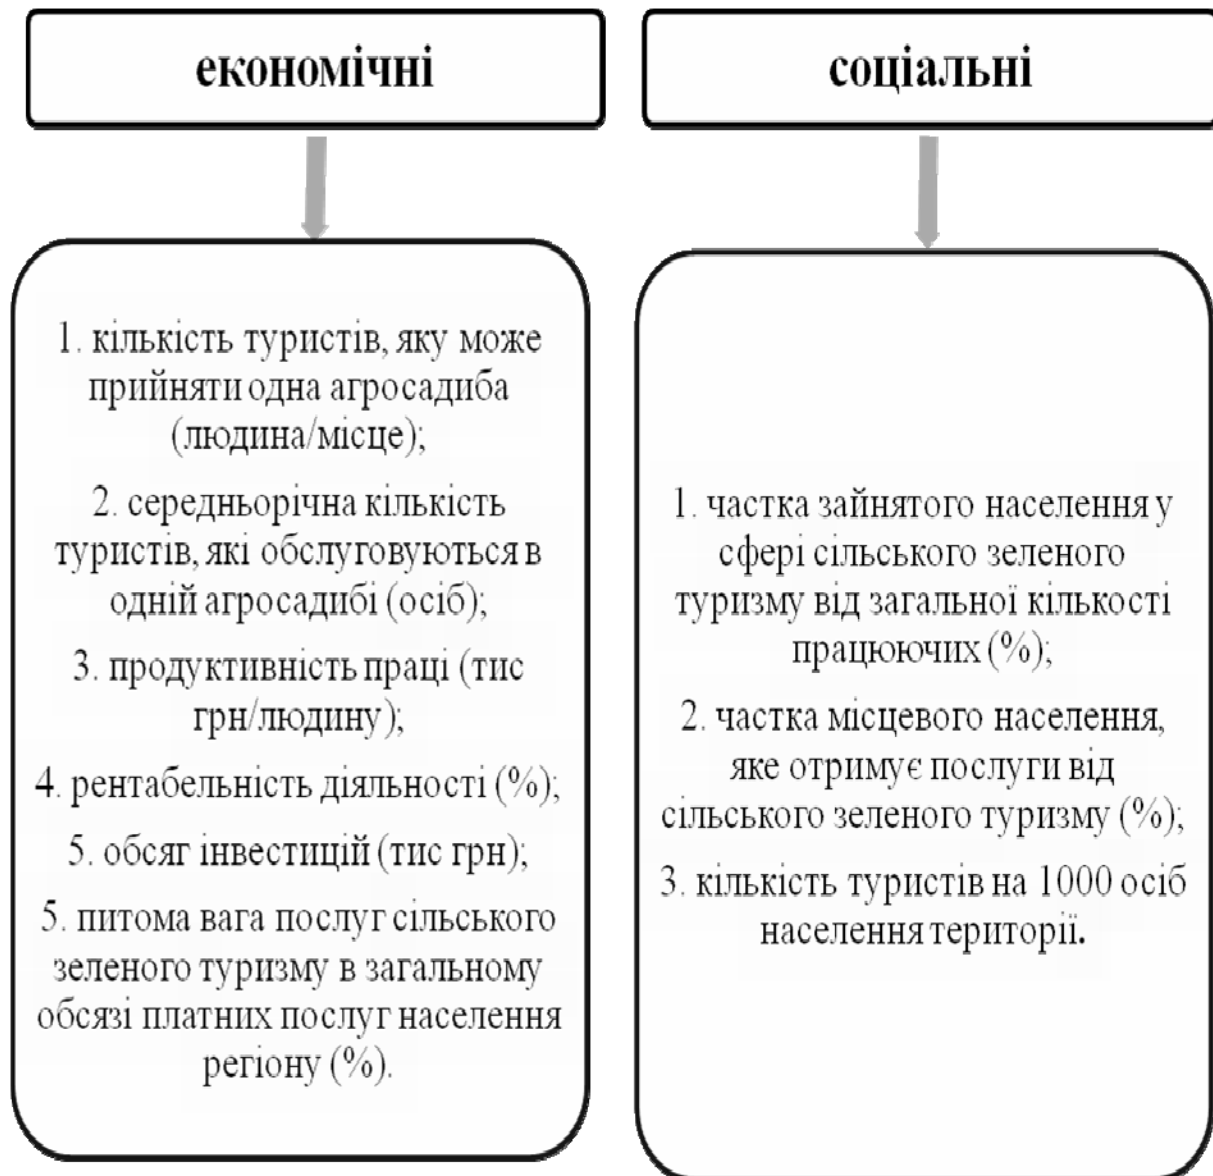 економічні
1. кількість туристів, яку може
прийняти одна агросадиба
(людина/місце);
2. середньорічна кількість
туристів, які обслуговуються в
одній агросадибі (осіб);
3. продуктивність праці (тис
грн/людину);
4. рентабельність діяльності (%);
5. обсяг інвестицій (тис грн);
5. питома вага послуг сільського
зеленого туризму в загальному
обсязі платних послуг населення
регіону (%).
соціальні
1. частка зайнятого населення у
сфері сільського зеленого
туризму від загальної кількості
працюючих (%);
2. частка місцевого населення,
яке отримує послуги від
сільського зеленого туризму (%);
3. кількість туристів на 1000 осіб
населення території.